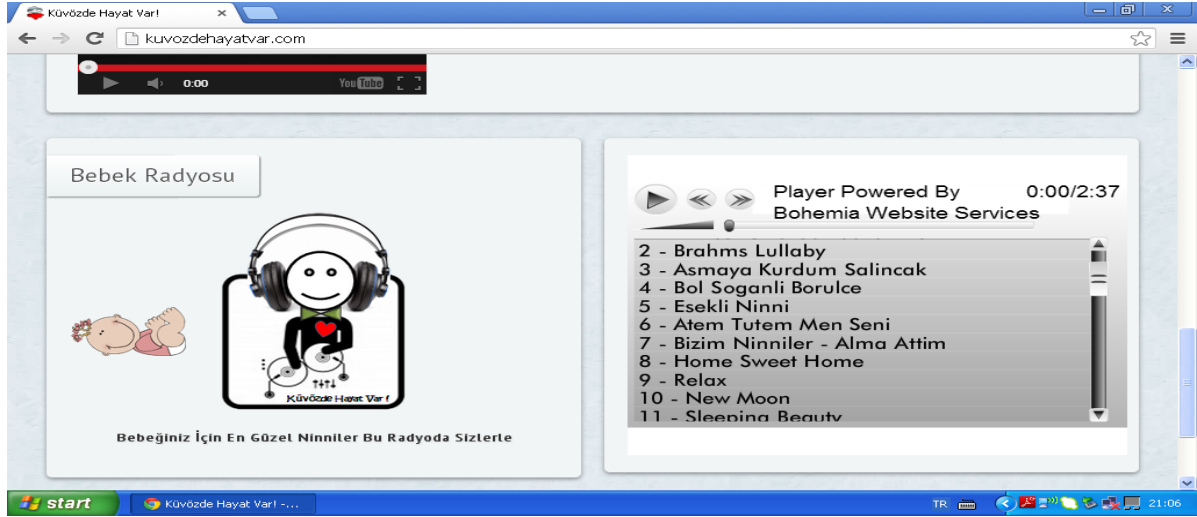 Küvözde Hayat Var!
kuvozdehayatvar.com
0:00
YouTube
Bebek Radyosu
Küvözde Hayat Var !
Bebeğiniz İçin En Güzel Ninniler Bu Radyoda Sizlerle
Player Powered By
Bohemia Website Services
0:00/2:37
2 - Brahms Lullaby
3 - Asmaya Kurdum Salincak
4 - Bol Soganli Borulce
5 - Esekli Ninni
6 - Atem Tutem Men Seni
7 - Bizim Ninniler - Alma Attim
8 - Home Sweet Home
9 - Relax
10 - New Moon
11 - Sleeping Beauty
start
Küvözde Hayat Var! -...
TR
21:06